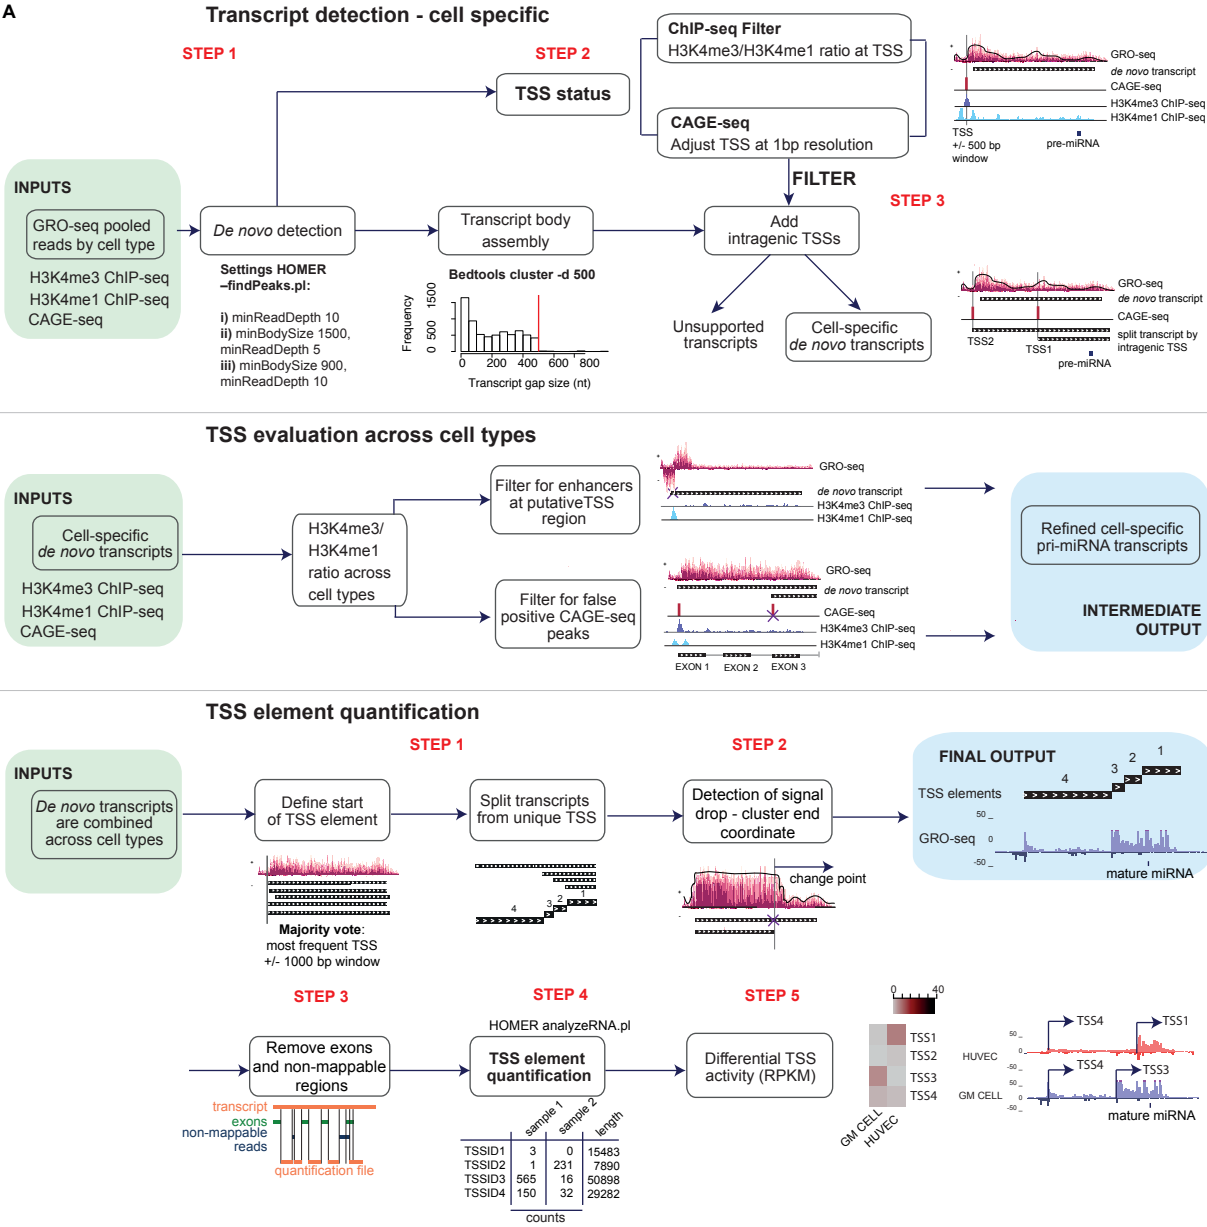 A
Transcript detection - cell specific
STEP 1
STEP 2
ChIP-seq Filter
H3K4me3/H3K4me1 ratio at TSS
TSS status
CAGE-seq
Adjust TSS at 1bp resolution
GRO-seq
de novo transcript
CAGE-seq
H3K4me3 ChIP-seq
H3K4me1 ChIP-seq
TSS
+/- 500 bp
window
pre-miRNA
FILTER
STEP 3
INPUTS
GRO-seq pooled
reads by cell type
H3K4me3 ChIP-seq
H3K4me1 ChIP-seq
CAGE-seq
De novo detection
Transcript body
assembly
Add
intragenic TSSs
Settings HOMER
–findPeaks.pl:
i) minReadDepth 10
ii) minBodySize 1500,
minReadDepth 5
iii) minBodySize 900,
minReadDepth 10
Bedtools cluster -d 500
Frequency
0 500 1500
0 200 400 600 800
Transcript gap size (nt)
Unsupported
transcripts
Cell-specific
de novo transcripts
GRO-seq
de novo transcript
CAGE-seq
split transcript by
intragenic TSS
TSS2
TSS1
pre-miRNA
TSS evaluation across cell types
INPUTS
Cell-specific
de novo transcripts
H3K4me3 ChIP-seq
H3K4me1 ChIP-seq
CAGE-seq
H3K4me3/
H3K4me1
ratio across
cell types
Filter for enhancers
at putativeTSS
region
Filter for false
positive CAGE-seq
peaks
GRO-seq
de novo transcript
H3K4me3 ChIP-seq
H3K4me1 ChIP-seq
GRO-seq
de novo transcript
CAGE-seq
H3K4me3 ChIP-seq
H3K4me1 ChIP-seq
EXON 1 EXON 2 EXON 3
Refined cell-specific
pri-miRNA transcripts
INTERMEDIATE
OUTPUT
TSS element quantification
STEP 1
STEP 2
INPUTS
De novo transcripts
are combined
across cell types
Define start
of TSS element
Split transcripts
from unique TSS
Detection of signal
drop - cluster end
coordinate
Majority vote:
most frequent TSS
+/- 1000 bp window
4 3 2 1
change point
FINAL OUTPUT
TSS elements
4 3 2 1
GRO-seq
50
0
-50
mature miRNA
STEP 3
STEP 4
STEP 5
HOMER analyzeRNA.pl
Remove exons
and non-mappable
regions
TSS element
quantification
Differential TSS
activity (RPKM)
transcript
exons
non-mappable
reads
quantification file
sample 1 sample 2 length
TSSID1 3 0 15483
TSSID2 1 231 7890
TSSID3 565 16 50898
TSSID4 150 32 29282
counts
0 40
TSS1
TSS2
TSS3
TSS4
GM CELL
HUVEC
TSS4 TSS1
50
HUVEC
0
TSS4 TSS3
50
GM CELL
0
-50
mature miRNA